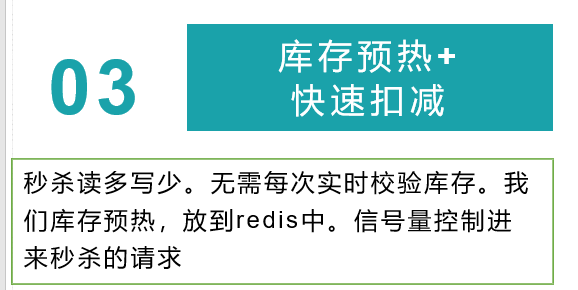 03
库存预热+
快速扣减
秒杀读多写少。无需每次实时校验库存。我
们库存预热，放到redis中。信号量控制进
来秒杀的请求